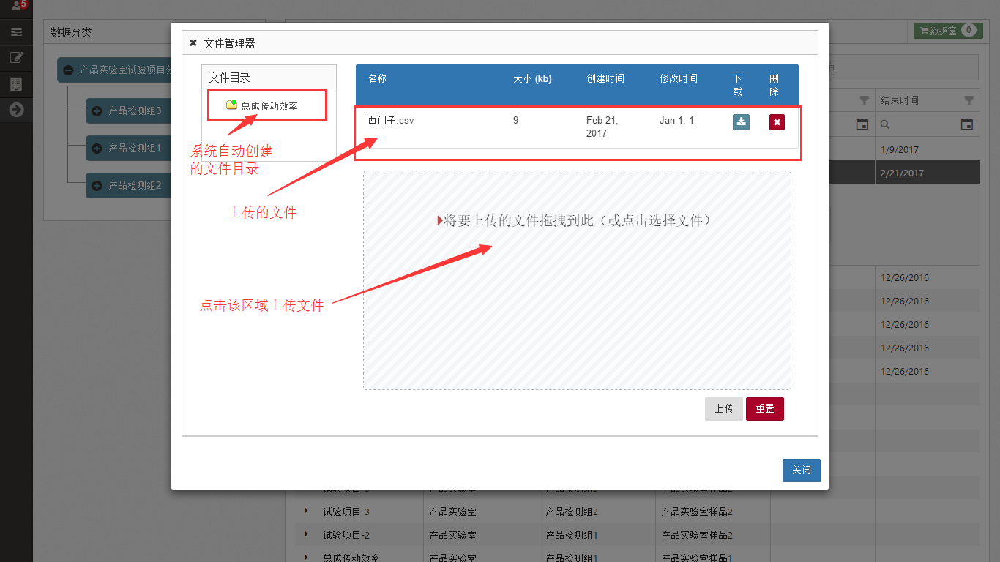 5
数据分类
数据筐 0
产品实验室试验项目分
产品检测组3
产品检测组1
产品检测组2
文件管理器
文件目录
总成传动效率
系统自动创建
的文件目录
上传的文件
点击该区域上传文件
名称 大小 (kb) 创建时间 修改时间 下载 删除
西门子.csv 9 Feb 21, 2017 Jan 1, 1
将要上传的文件拖拽到此（或点击选择文件）
上传 重置
关闭
询
结束时间
1/9/2017
2/21/2017
12/26/2016
12/26/2016
12/26/2016
12/26/2016
12/26/2016
试验项目-3 产品实验室 产品检测组2 产品实验室样品2
试验项目-2 产品实验室 产品检测组1 产品实验室样品2
总成传动效率 产品实验室 产品检测组1 产品实验室样品1